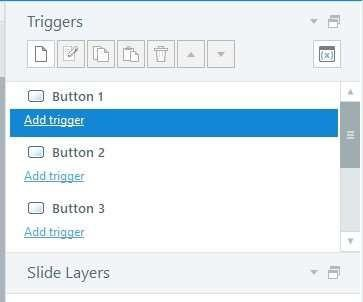 Triggers
(x)
Button 1
Add trigger
Button 2
Add trigger
Button 3
Add trigger
Slide Layers